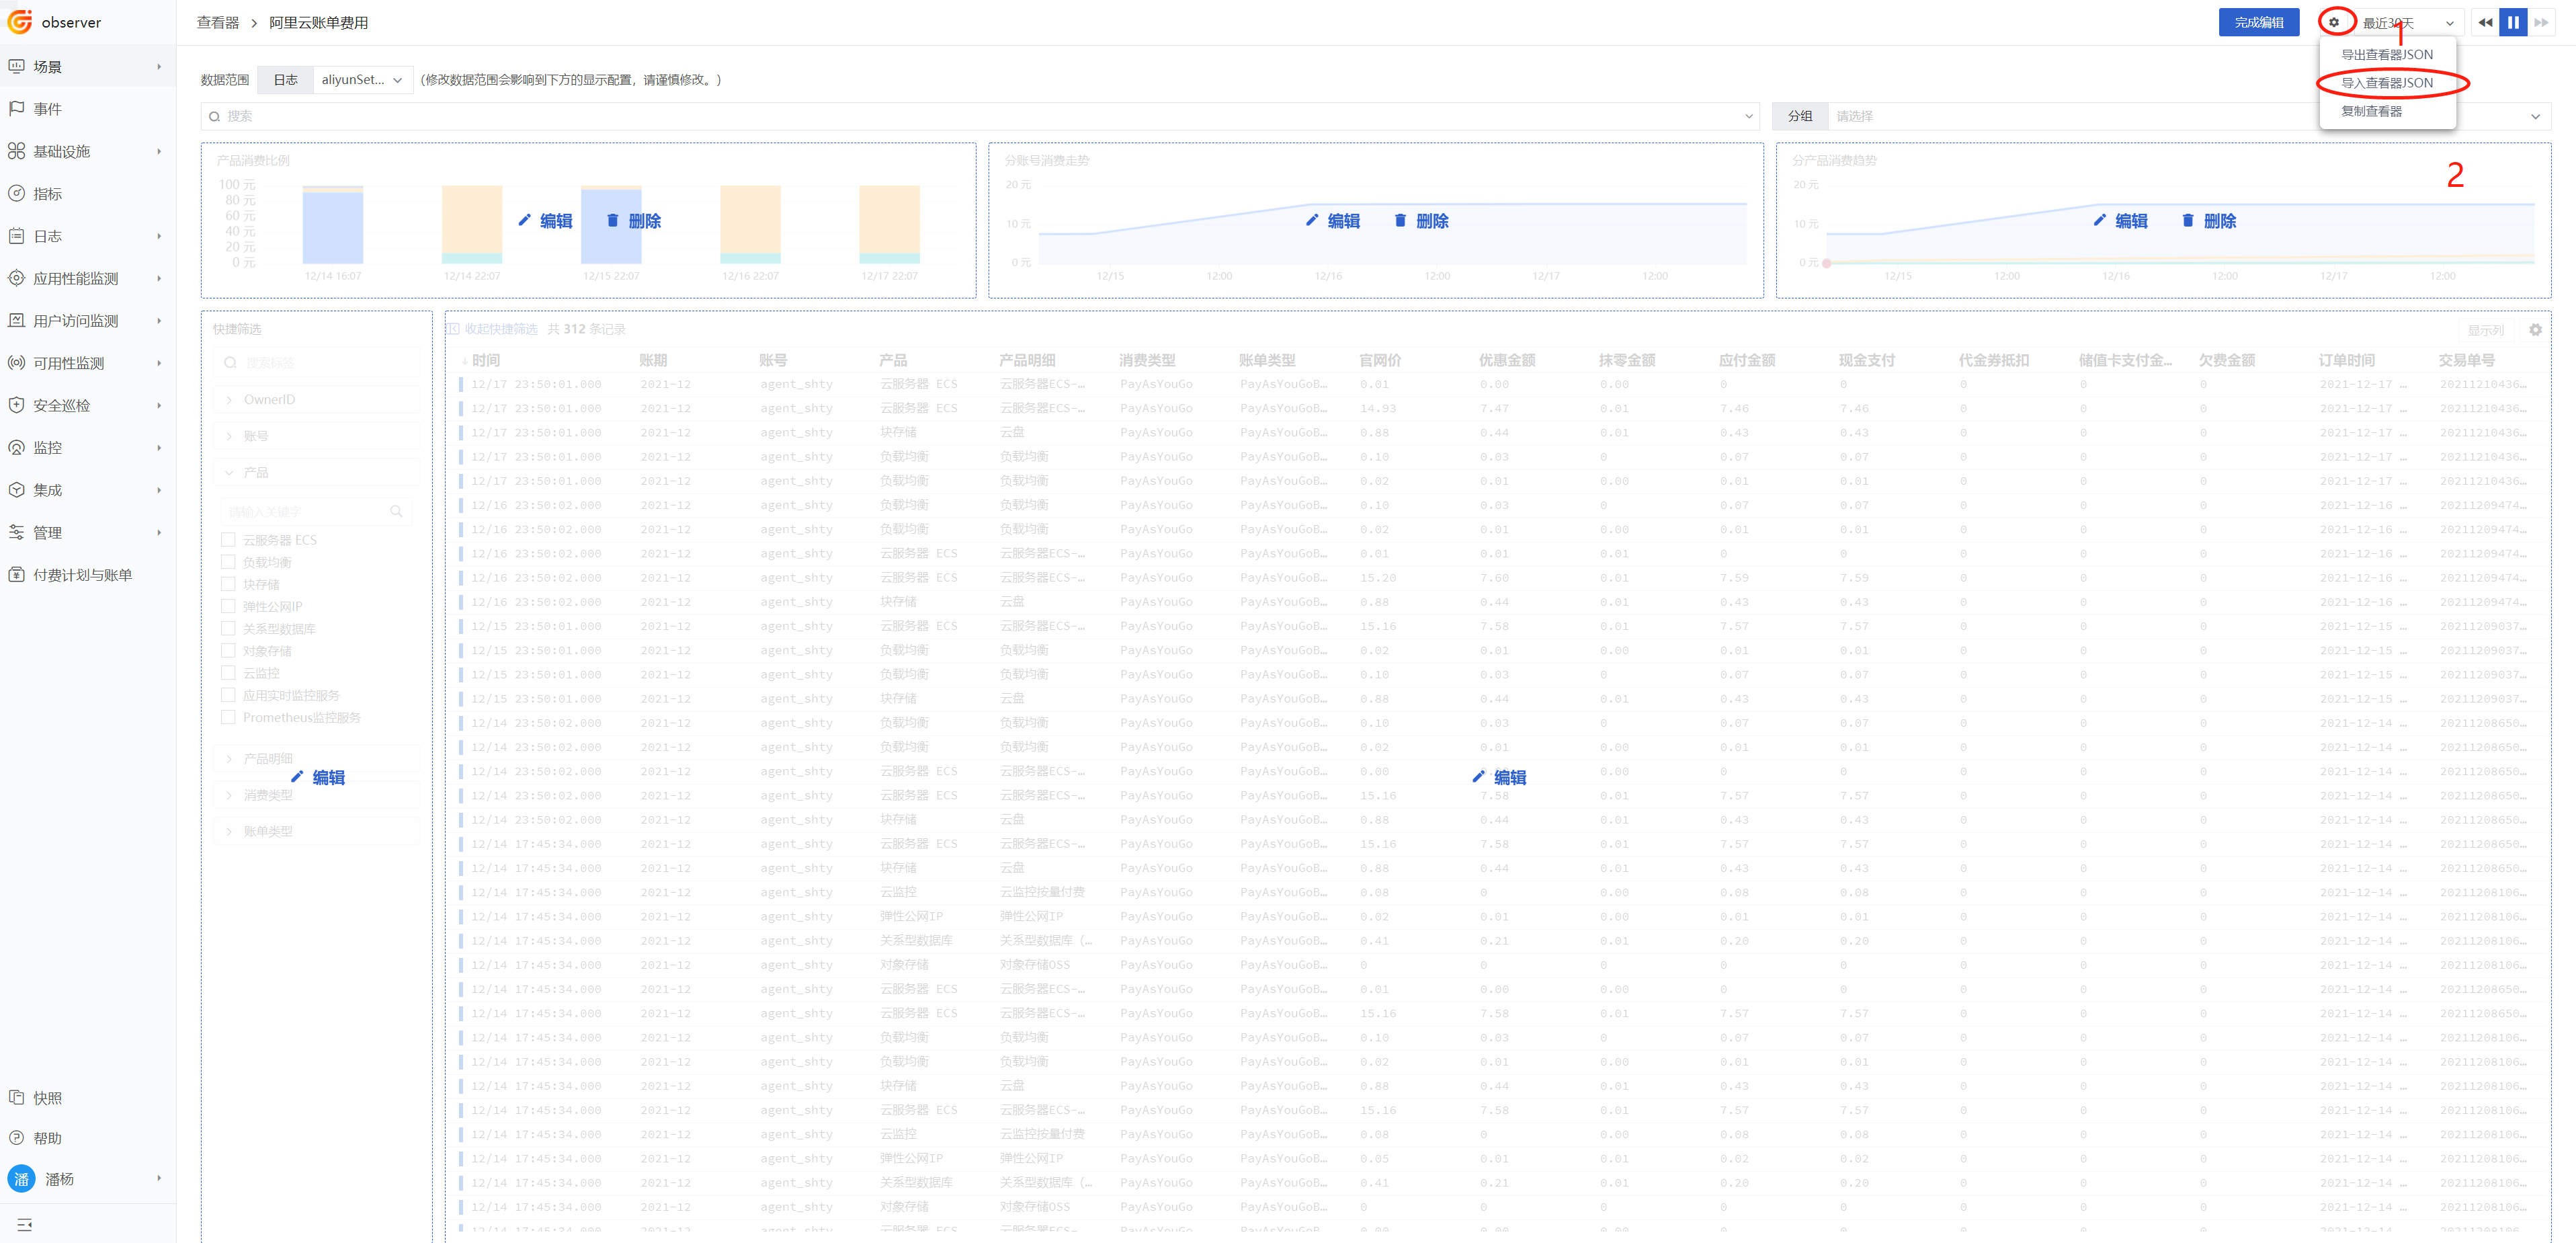 observer
查看器 > 阿里云账单费用
完成编辑
最近30天
1
导出查看器JSON
导入查看器JSON
复制查看器
2
场景
事件
基础设施
指标
日志
应用性能监测
用户访问监测
可用性监测
安全巡检
监控
集成
管理
付费计划与账单
快照
帮助
潘 潘杨
数据范围 日志 aliyunSet... (修改数据范围会影响到下方的显示配置，请谨慎修改。)
搜索
分组 请选择
产品消费比例
100 元
80 元
60 元
40 元
20 元
0 元
编辑 删除
12/14 16:07 12/14 22:07 12/15 22:07 12/16 22:07 12/17 22:07
分账号消费走势
20 元
10 元
0 元
编辑 删除
12/15 12:00 12/16 12:00 12/17 12:00
分产品消费趋势
20 元
10 元
0 元
编辑 删除
12/15 12:00 12/16 12:00 12/17 12:00
快捷筛选
搜索标签
OwnerID
账号
产品
请输入关键字
云服务器 ECS
负载均衡
块存储
弹性公网IP
关系型数据库
对象存储
云监控
应用实时监控服务
Prometheus监控服务
产品明细
编辑
消费类型
账单类型
收起快捷筛选 共 312 条记录
显示列
时间 账期 账号 产品 产品明细 消费类型 账单类型 官网价 优惠金额 抹零金额 应付金额 现金支付 代金券抵扣 储值卡支付金... 欠费金额 订单时间 交易单号
12/17 23:50:01.000 2021-12 agent_shty 云服务器 ECS 云服务器ECS-... PayAsYouGo PayAsYouGoB... 0.01 0.00 0.00 0 0 0 0 0 2021-12-17 ... 20211210436...
12/17 23:50:01.000 2021-12 agent_shty 云服务器 ECS 云服务器ECS-... PayAsYouGo PayAsYouGoB... 14.93 7.47 0.01 7.46 7.46 0 0 0 2021-12-17 ... 20211210436...
12/17 23:50:01.000 2021-12 agent_shty 块存储 云盘 PayAsYouGo PayAsYouGoB... 0.88 0.44 0.01 0.43 0.43 0 0 0 2021-12-17 ... 20211210436...
12/17 23:50:01.000 2021-12 agent_shty 负载均衡 负载均衡 PayAsYouGo PayAsYouGoB... 0.10 0.03 0 0.07 0.07 0 0 0 2021-12-17 ... 20211210436...
12/17 23:50:01.000 2021-12 agent_shty 负载均衡 负载均衡 PayAsYouGo PayAsYouGoB... 0.02 0.01 0.00 0.01 0.01 0 0 0 2021-12-17 ... 20211210436...
12/16 23:50:02.000 2021-12 agent_shty 负载均衡 负载均衡 PayAsYouGo PayAsYouGoB... 0.10 0.03 0 0.07 0.07 0 0 0 2021-12-16 ... 20211209474...
12/16 23:50:02.000 2021-12 agent_shty 负载均衡 负载均衡 PayAsYouGo PayAsYouGoB... 0.02 0.01 0.00 0.01 0.01 0 0 0 2021-12-16 ... 20211209474...
12/16 23:50:02.000 2021-12 agent_shty 云服务器 ECS 云服务器ECS-... PayAsYouGo PayAsYouGoB... 0.01 0.01 0.00 0 0 0 0 0 2021-12-16 ... 20211209474...
12/16 23:50:02.000 2021-12 agent_shty 云服务器 ECS 云服务器ECS-... PayAsYouGo PayAsYouGoB... 15.20 7.60 0.01 7.59 7.59 0 0 0 2021-12-16 ... 20211209474...
12/16 23:50:02.000 2021-12 agent_shty 块存储 云盘 PayAsYouGo PayAsYouGoB... 0.88 0.44 0.01 0.43 0.43 0 0 0 2021-12-16 ... 20211209474...
12/15 23:50:01.000 2021-12 agent_shty 云服务器 ECS 云服务器ECS-... PayAsYouGo PayAsYouGoB... 15.16 7.58 0.01 7.57 7.57 0 0 0 2021-12-15 ... 20211209037...
12/15 23:50:01.000 2021-12 agent_shty 负载均衡 负载均衡 PayAsYouGo PayAsYouGoB... 0.02 0.01 0.00 0.01 0.01 0 0 0 2021-12-15 ... 20211209037...
12/15 23:50:01.000 2021-12 agent_shty 负载均衡 负载均衡 PayAsYouGo PayAsYouGoB... 0.10 0.03 0 0.07 0.07 0 0 0 2021-12-15 ... 20211209037...
12/15 23:50:01.000 2021-12 agent_shty 块存储 云盘 PayAsYouGo PayAsYouGoB... 0.88 0.44 0.01 0.43 0.43 0 0 0 2021-12-15 ... 20211209037...
12/14 23:50:02.000 2021-12 agent_shty 负载均衡 负载均衡 PayAsYouGo PayAsYouGoB... 0.10 0.03 0 0.07 0.07 0 0 0 2021-12-14 ... 20211208650...
12/14 23:50:02.000 2021-12 agent_shty 负载均衡 负载均衡 PayAsYouGo PayAsYouGoB... 0.02 0.01 0.00 0.01 0.01 0 0 0 2021-12-14 ... 20211208650...
12/14 23:50:02.000 2021-12 agent_shty 云服务器 ECS 云服务器ECS-... PayAsYouGo PayAsYouGoB... 0.00 编辑 0.00 0 0 0 0 0 2021-12-14 ... 20211208650...
12/14 23:50:02.000 2021-12 agent_shty 云服务器 ECS 云服务器ECS-... PayAsYouGo PayAsYouGoB... 15.16 7.58 0.01 7.57 7.57 0 0 0 2021-12-14 ... 20211208650...
12/14 23:50:02.000 2021-12 agent_shty 块存储 云盘 PayAsYouGo PayAsYouGoB... 0.88 0.44 0.01 0.43 0.43 0 0 0 2021-12-14 ... 20211208650...
12/14 17:45:34.000 2021-12 agent_shty 云服务器 ECS 云服务器ECS-... PayAsYouGo PayAsYouGoB... 15.16 7.58 0.01 7.57 7.57 0 0 0 2021-12-14 ... 20211208650...
12/14 17:45:34.000 2021-12 agent_shty 块存储 云盘 PayAsYouGo PayAsYouGoB... 0.88 0.44 0.01 0.43 0.43 0 0 0 2021-12-14 ... 20211208650...
12/14 17:45:34.000 2021-12 agent_shty 云监控 云监控按量付费 PayAsYouGo PayAsYouGoB... 0.08 0 0.00 0.08 0.08 0 0 0 2021-12-14 ... 20211208106...
12/14 17:45:34.000 2021-12 agent_shty 弹性公网IP 弹性公网IP PayAsYouGo PayAsYouGoB... 0.02 0.01 0.00 0.01 0.01 0 0 0 2021-12-14 ... 20211208106...
12/14 17:45:34.000 2021-12 agent_shty 关系型数据库 关系型数据库 (... PayAsYouGo PayAsYouGoB... 0.41 0.21 0.01 0.20 0.20 0 0 0 2021-12-14 ... 20211208106...
12/14 17:45:34.000 2021-12 agent_shty 对象存储 对象存储OSS PayAsYouGo PayAsYouGoB... 0 0 0 0 0 0 0 0 2021-12-14 ... 20211208106...
12/14 17:45:34.000 2021-12 agent_shty 云服务器 ECS 云服务器ECS-... PayAsYouGo PayAsYouGoB... 0.01 0.00 0.00 0 0 0 0 0 2021-12-14 ... 20211208650...
12/14 17:45:34.000 2021-12 agent_shty 云服务器 ECS 云服务器ECS-... PayAsYouGo PayAsYouGoB... 15.16 7.58 0.01 7.57 7.57 0 0 0 2021-12-14 ... 20211208650...
12/14 17:45:34.000 2021-12 agent_shty 负载均衡 负载均衡 PayAsYouGo PayAsYouGoB... 0.10 0.03 0 0.07 0.07 0 0 0 2021-12-14 ... 20211208106...
12/14 17:45:34.000 2021-12 agent_shty 负载均衡 负载均衡 PayAsYouGo PayAsYouGoB... 0.02 0.01 0.00 0.01 0.01 0 0 0 2021-12-14 ... 20211208106...
12/14 17:45:34.000 2021-12 agent_shty 块存储 云盘 PayAsYouGo PayAsYouGoB... 0.88 0.44 0.01 0.43 0.43 0 0 0 2021-12-14 ... 20211208106...
12/14 17:45:34.000 2021-12 agent_shty 云服务器 ECS 云服务器ECS-... PayAsYouGo PayAsYouGoB... 15.16 7.58 0.01 7.57 7.57 0 0 0 2021-12-14 ... 20211208106...
12/14 17:45:34.000 2021-12 agent_shty 云监控 云监控按量付费 PayAsYouGo PayAsYouGoB... 0.08 0 0.00 0.08 0.08 0 0 0 2021-12-14 ... 20211208106...
12/14 17:45:34.000 2021-12 agent_shty 弹性公网IP 弹性公网IP PayAsYouGo PayAsYouGoB... 0.05 0.01 0.01 0.02 0.02 0 0 0 2021-12-14 ... 20211208106...
12/14 17:45:34.000 2021-12 agent_shty 关系型数据库 关系型数据库 (... PayAsYouGo PayAsYouGoB... 0.41 0.21 0.01 0.20 0.20 0 0 0 2021-12-14 ... 20211208106...
12/14 17:45:34.000 2021-12 agent_shty 对象存储 对象存储OSS PayAsYouGo PayAsYouGoB... 0 0 0 0 0 0 0 0 2021-12-14 ... 20211208106...